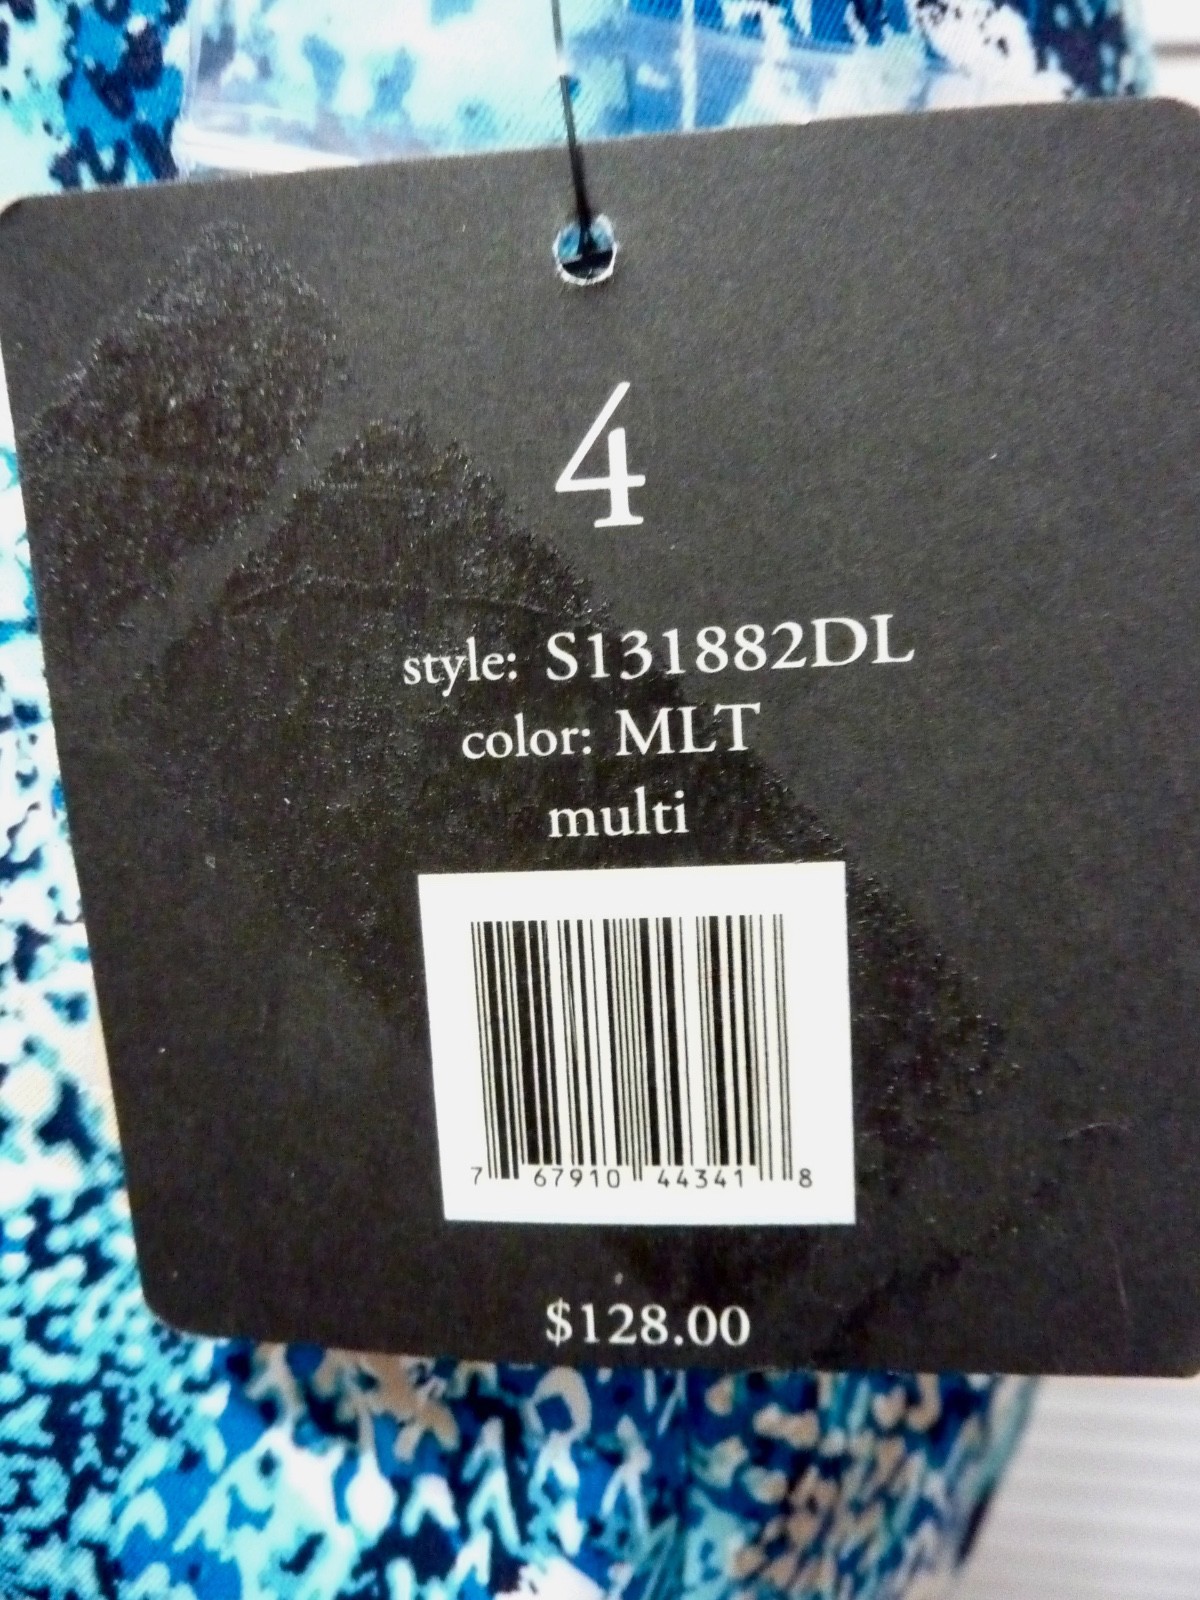 4
style: S131882DL
color: MLT
multi
7 67910 44341 8
$128.00